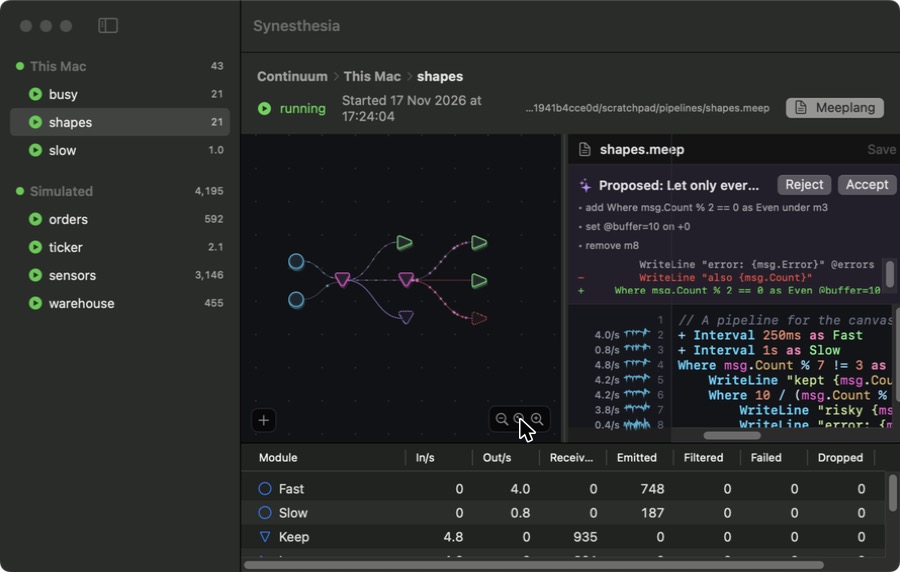 Synesthesia
This Mac 43
busy 21
shapes 21
slow 1.0
Simulated 4,195
orders 592
ticker 2.1
sensors 3,146
warehouse 455
Continuum › This Mac › shapes
running
Started 17 Nov 2026 at
17:24:04
...1941b4cce0d/scratchpad/pipelines/shapes.meep
Meeplang
shapes.meep Save
Proposed: Let only ever... Reject Accept
• add Where msg.Count % 2 == 0 as Even under m3
• set @buffer=10 on +0
• remove m8
WriteLine "error: {msg.Error}" @errors
− WriteLine "also {msg.Count}"
+ Where msg.Count % 2 == 0 as Even @buffer=10
1 // A pipeline for the canvas
4.0/s 2 + Interval 250ms as Fast
0.8/s 3 + Interval 1s as Slow
4.8/s 4 Where msg.Count % 7 != 3 as
4.2/s 5 WriteLine "kept {msg.Cou
4.2/s 6 Where 10 / (msg.Count %
3.8/s 7 WriteLine "risky {ms
0.4/s 8 WriteLine "error: {m
Module In/s Out/s Receiv... Emitted Filtered Failed Dropped
Fast 0 4.0 0 748 0 0 0
Slow 0 0.8 0 187 0 0 0
Keep 4.8 0 935 0 0 0 0